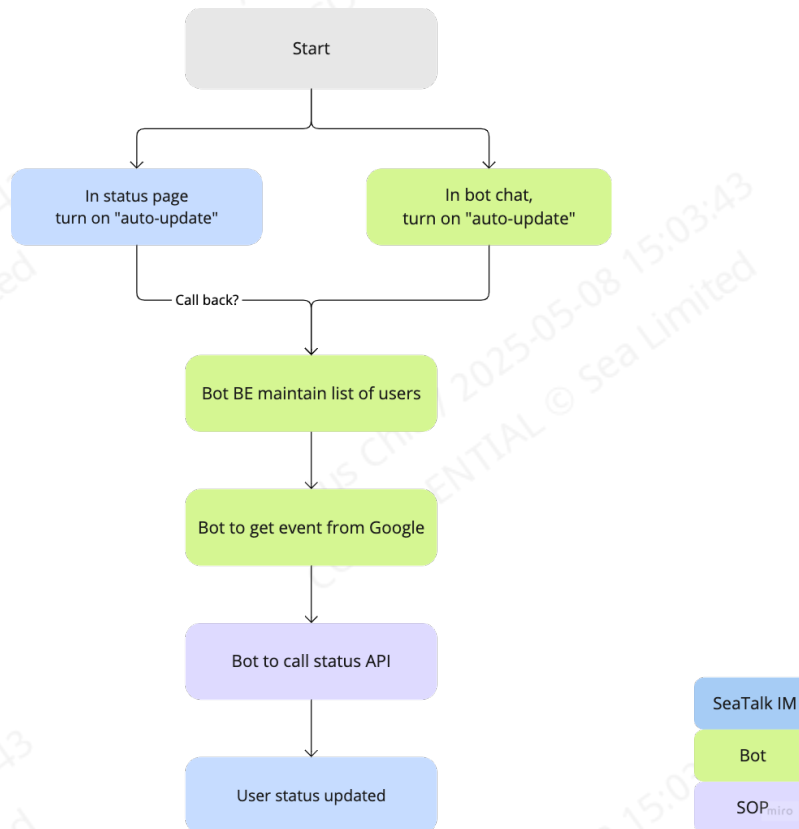 Start
In status page
turn on "auto-update"
In bot chat,
turn on "auto-update"
Call back?
Bot BE maintain list of users
Bot to get event from Google
Bot to call status API
User status updated
SeaTalk IM
Bot
SOP
miro
2025-05-08 15:03:43
© Sea Limited